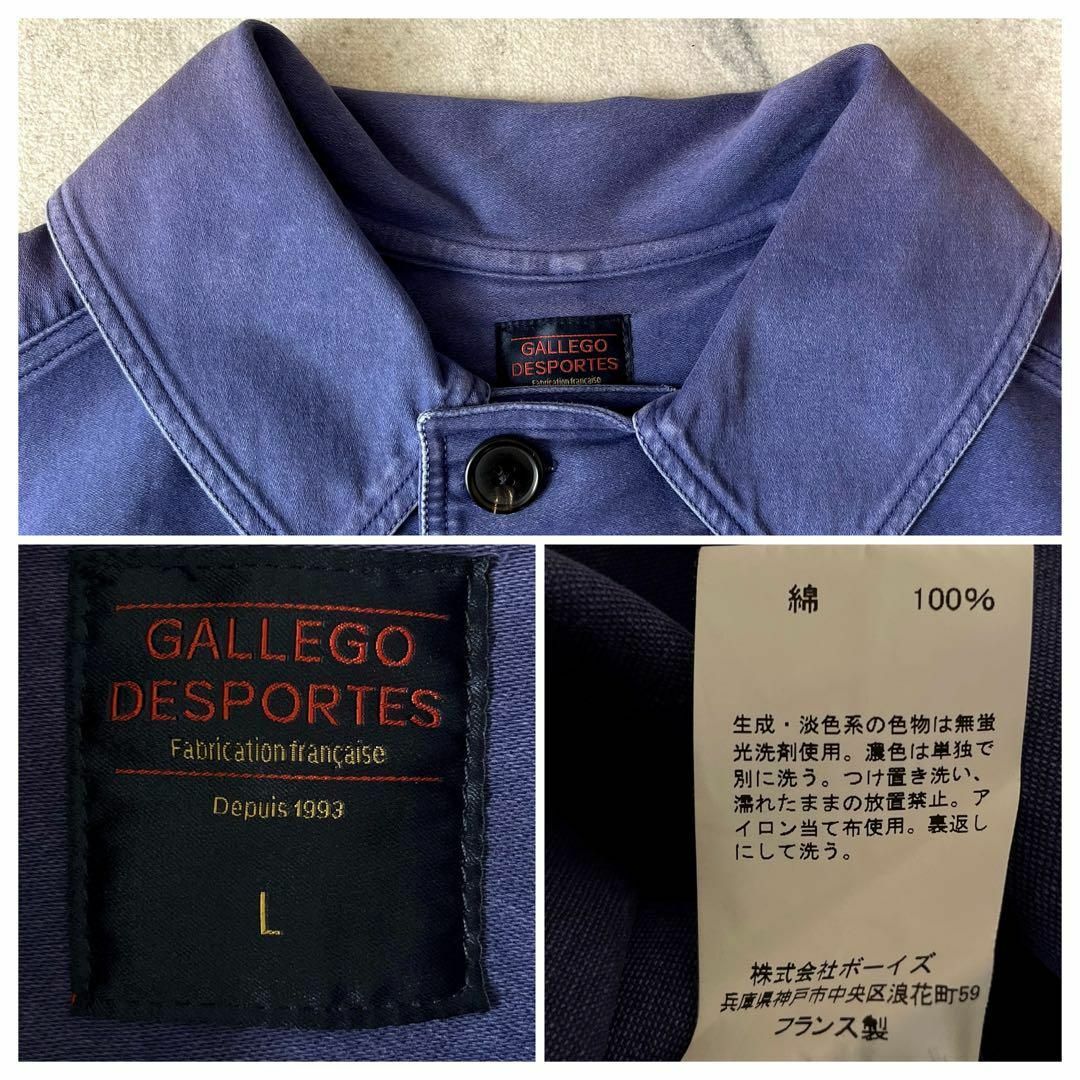 GALLEGO
DESPORTES
Fabrication française
GALLEGO
DESPORTES
Fabrication française
Depuis 1993
L
綿 100%
生成・淡色系の色物は無蛍
光洗剤使用。濃色は単独で
別に洗う。つけ置き洗い、
濡れたままの放置禁止。ア
イロン当て布使用。裏返し
にして洗う。
株式会社ボーイズ
兵庫県神戸市中央区浪花町59
フランス製